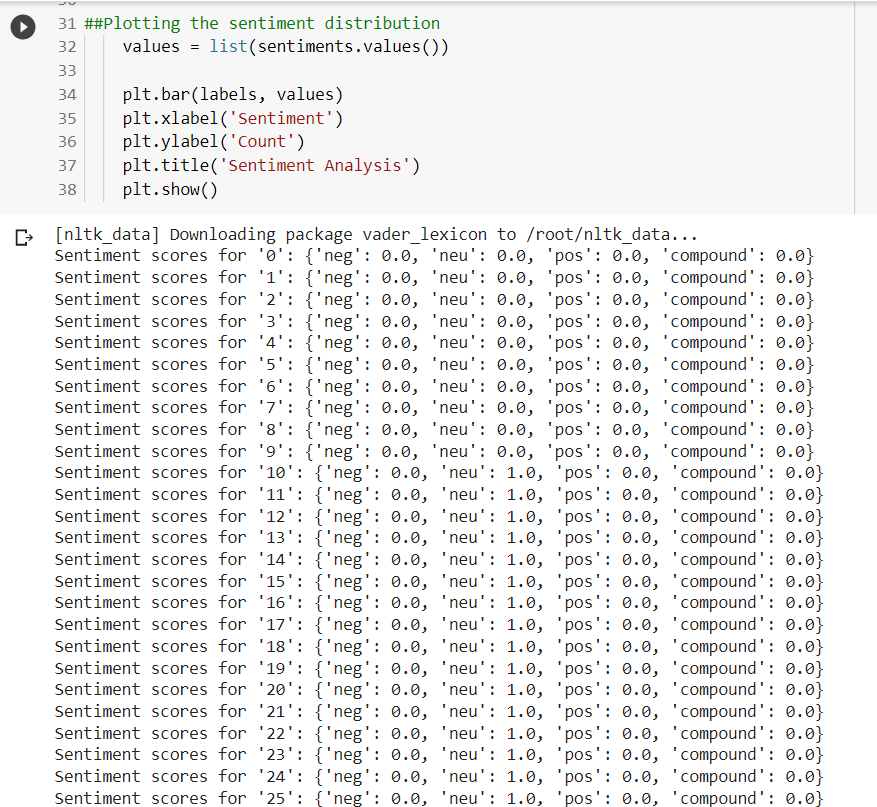 31 ##Plotting the sentiment distribution
32 values = list(sentiments.values())
33
34 plt.bar(labels, values)
35 plt.xlabel('Sentiment')
36 plt.ylabel('Count')
37 plt.title('Sentiment Analysis')
38 plt.show()
[nltk_data] Downloading package vader_lexicon to /root/nltk_data...
Sentiment scores for '0': {'neg': 0.0, 'neu': 0.0, 'pos': 0.0, 'compound': 0.0}
Sentiment scores for '1': {'neg': 0.0, 'neu': 0.0, 'pos': 0.0, 'compound': 0.0}
Sentiment scores for '2': {'neg': 0.0, 'neu': 0.0, 'pos': 0.0, 'compound': 0.0}
Sentiment scores for '3': {'neg': 0.0, 'neu': 0.0, 'pos': 0.0, 'compound': 0.0}
Sentiment scores for '4': {'neg': 0.0, 'neu': 0.0, 'pos': 0.0, 'compound': 0.0}
Sentiment scores for '5': {'neg': 0.0, 'neu': 0.0, 'pos': 0.0, 'compound': 0.0}
Sentiment scores for '6': {'neg': 0.0, 'neu': 0.0, 'pos': 0.0, 'compound': 0.0}
Sentiment scores for '7': {'neg': 0.0, 'neu': 0.0, 'pos': 0.0, 'compound': 0.0}
Sentiment scores for '8': {'neg': 0.0, 'neu': 0.0, 'pos': 0.0, 'compound': 0.0}
Sentiment scores for '9': {'neg': 0.0, 'neu': 0.0, 'pos': 0.0, 'compound': 0.0}
Sentiment scores for '10': {'neg': 0.0, 'neu': 1.0, 'pos': 0.0, 'compound': 0.0}
Sentiment scores for '11': {'neg': 0.0, 'neu': 1.0, 'pos': 0.0, 'compound': 0.0}
Sentiment scores for '12': {'neg': 0.0, 'neu': 1.0, 'pos': 0.0, 'compound': 0.0}
Sentiment scores for '13': {'neg': 0.0, 'neu': 1.0, 'pos': 0.0, 'compound': 0.0}
Sentiment scores for '14': {'neg': 0.0, 'neu': 1.0, 'pos': 0.0, 'compound': 0.0}
Sentiment scores for '15': {'neg': 0.0, 'neu': 1.0, 'pos': 0.0, 'compound': 0.0}
Sentiment scores for '16': {'neg': 0.0, 'neu': 1.0, 'pos': 0.0, 'compound': 0.0}
Sentiment scores for '17': {'neg': 0.0, 'neu': 1.0, 'pos': 0.0, 'compound': 0.0}
Sentiment scores for '18': {'neg': 0.0, 'neu': 1.0, 'pos': 0.0, 'compound': 0.0}
Sentiment scores for '19': {'neg': 0.0, 'neu': 1.0, 'pos': 0.0, 'compound': 0.0}
Sentiment scores for '20': {'neg': 0.0, 'neu': 1.0, 'pos': 0.0, 'compound': 0.0}
Sentiment scores for '21': {'neg': 0.0, 'neu': 1.0, 'pos': 0.0, 'compound': 0.0}
Sentiment scores for '22': {'neg': 0.0, 'neu': 1.0, 'pos': 0.0, 'compound': 0.0}
Sentiment scores for '23': {'neg': 0.0, 'neu': 1.0, 'pos': 0.0, 'compound': 0.0}
Sentiment scores for '24': {'neg': 0.0, 'neu': 1.0, 'pos': 0.0, 'compound': 0.0}
Sentiment scores for '25': {'neg': 0.0, 'neu': 1.0, 'pos': 0.0, 'compound': 0.0}